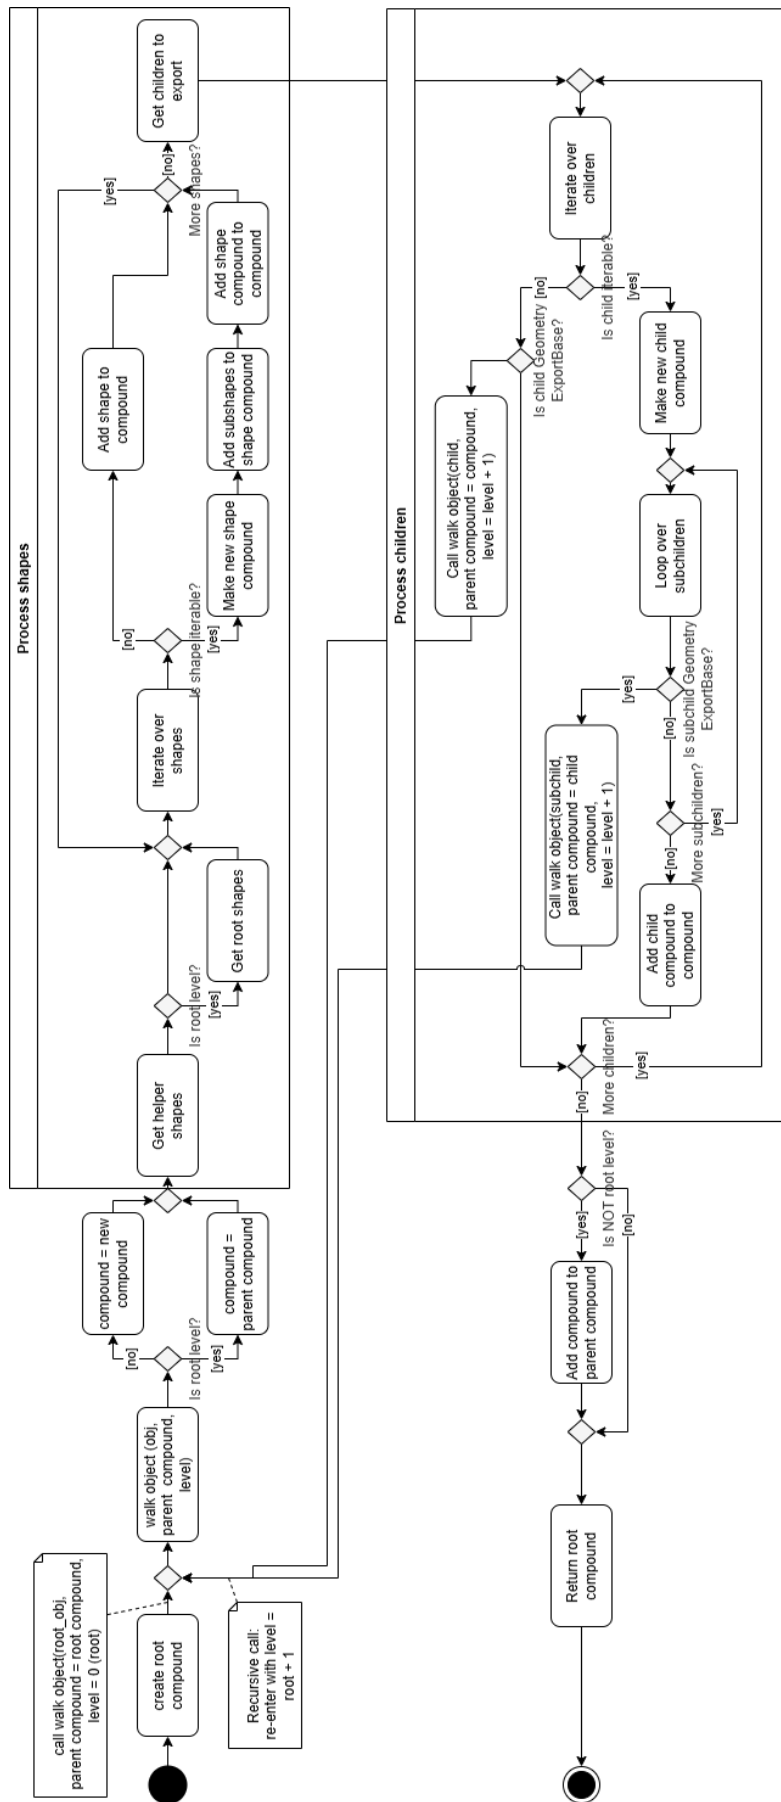 call walk object(root_obj,
parent compound = root compound,
level = 0 (root)
create root
compound
Recursive call:
re-enter with level =
root + 1
walk object (obj,
parent compound,
level)
Is root level?
[no]
[yes]
compound = new
compound
compound =
parent compound
Process shapes
Get helper
shapes
Is root level?
[yes]
Get root shapes
Iterate over
shapes
Is shape iterable?
[no]
[yes]
Add shape to
compound
Make new shape
compound
Add subshapes to
shape compound
Add shape
compound to
compound
More shapes?
[yes]
[no]
Get children to
export
Process children
Iterate over
children
Is child iterable?
[no]
[yes]
Is child Geometry
ExportBase?
Call walk object(child,
parent compound = compound,
level = level + 1)
Make new child
compound
Loop over
subchildren
Is subchild Geometry
ExportBase?
[yes]
[no]
Call walk object(subchild,
parent compound = child
compound,
level = level + 1)
More subchildren?
[yes]
[no]
Add child
compound to
compound
More children?
[yes]
[no]
Is NOT root level?
[yes]
[no]
Add compound to
parent compound
Return root
compound